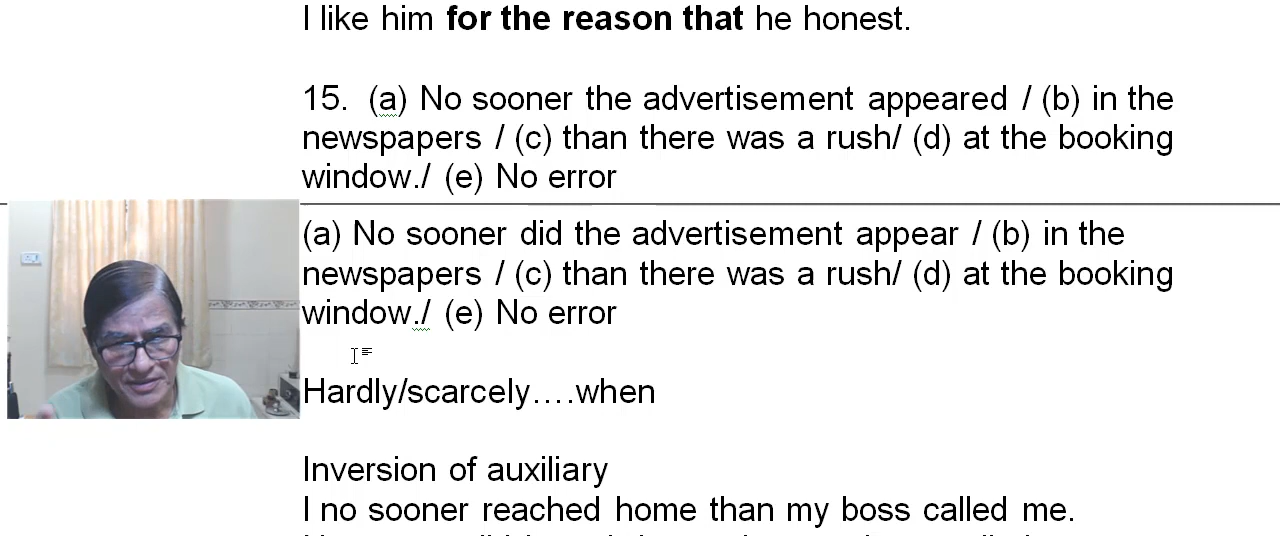 I like him for the reason that he honest.
15. (a) No sooner the advertisement appeared / (b) in the
newspapers / (c) than there was a rush/ (d) at the booking
window./ (e) No error
(a) No sooner did the advertisement appear / (b) in the
newspapers / (c) than there was a rush/ (d) at the booking
window./ (e) No error
Hardly/scarcely....when
Inversion of auxiliary
I no sooner reached home than my boss called me.